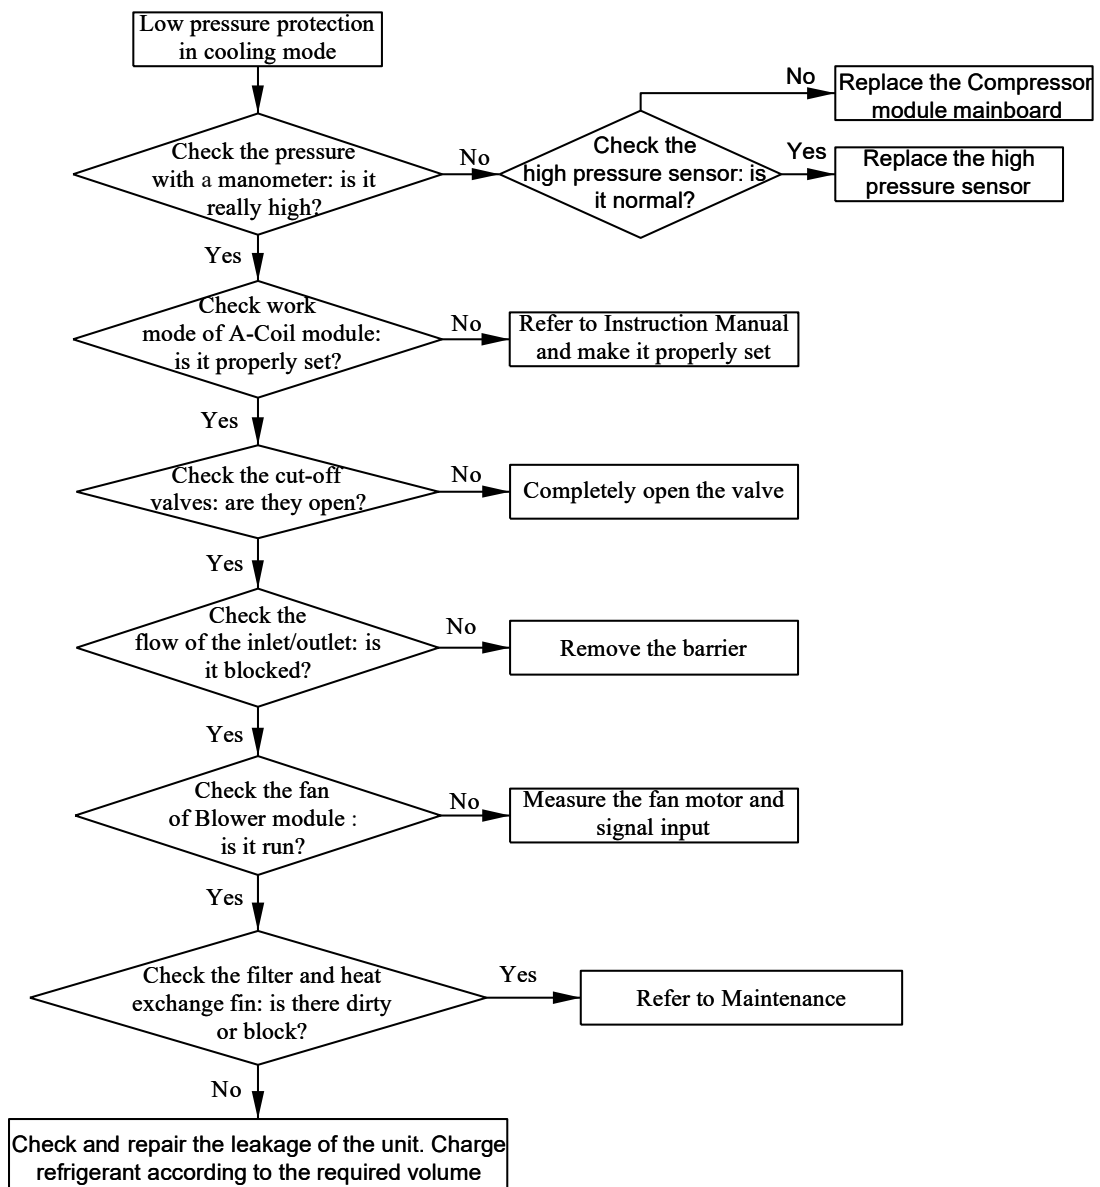 Low pressure protection
in cooling mode
No
Replace the Compressor
module mainboard
Check the pressure
with a manometer: is it
really high?
No
Check the
high pressure sensor: is
it normal?
Yes
Replace the high
pressure sensor
Yes
Check work
mode of A-Coil module:
is it properly set?
No
Refer to Instruction Manual
and make it properly set
Yes
Check the cut-off
valves: are they open?
No
Completely open the valve
Yes
Check the
flow of the inlet/outlet: is
it blocked?
No
Remove the barrier
Yes
Check the fan
of Blower module :
is it run?
No
Measure the fan motor and
signal input
Yes
Check the filter and heat
exchange fin: is there dirty
or block?
Yes
Refer to Maintenance
No
Check and repair the leakage of the unit. Charge
refrigerant according to the required volume